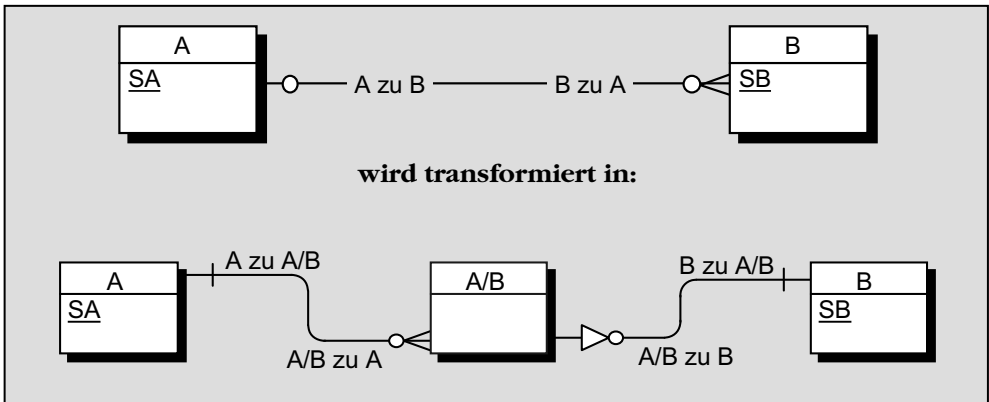 A
SA
A zu B
B zu A
B
SB
wird transformiert in:
A
SA
A zu A/B
A/B zu A
A/B
B zu A/B
A/B zu B
B
SB